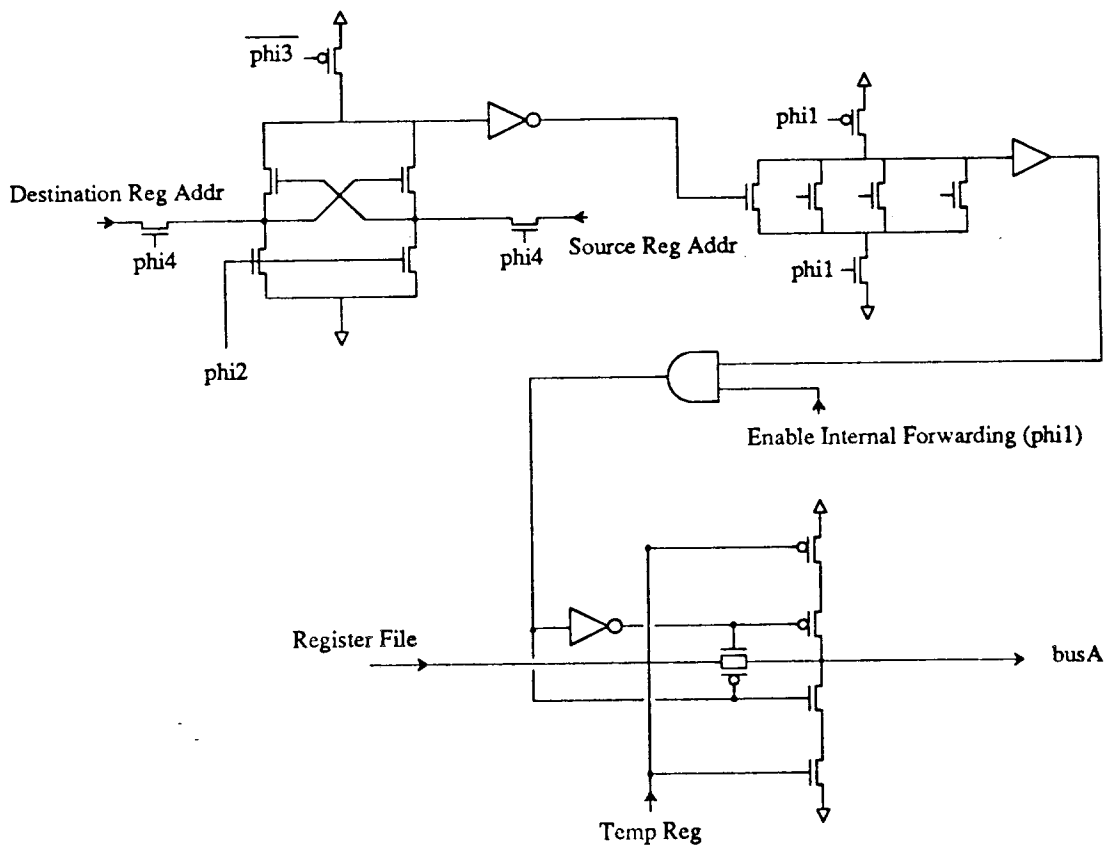 phi3
phi1
Destination Reg Addr
phi4
phi4
Source Reg Addr
phi1
phi2
Enable Internal Forwarding (phi1)
Register File
busA
Temp Reg